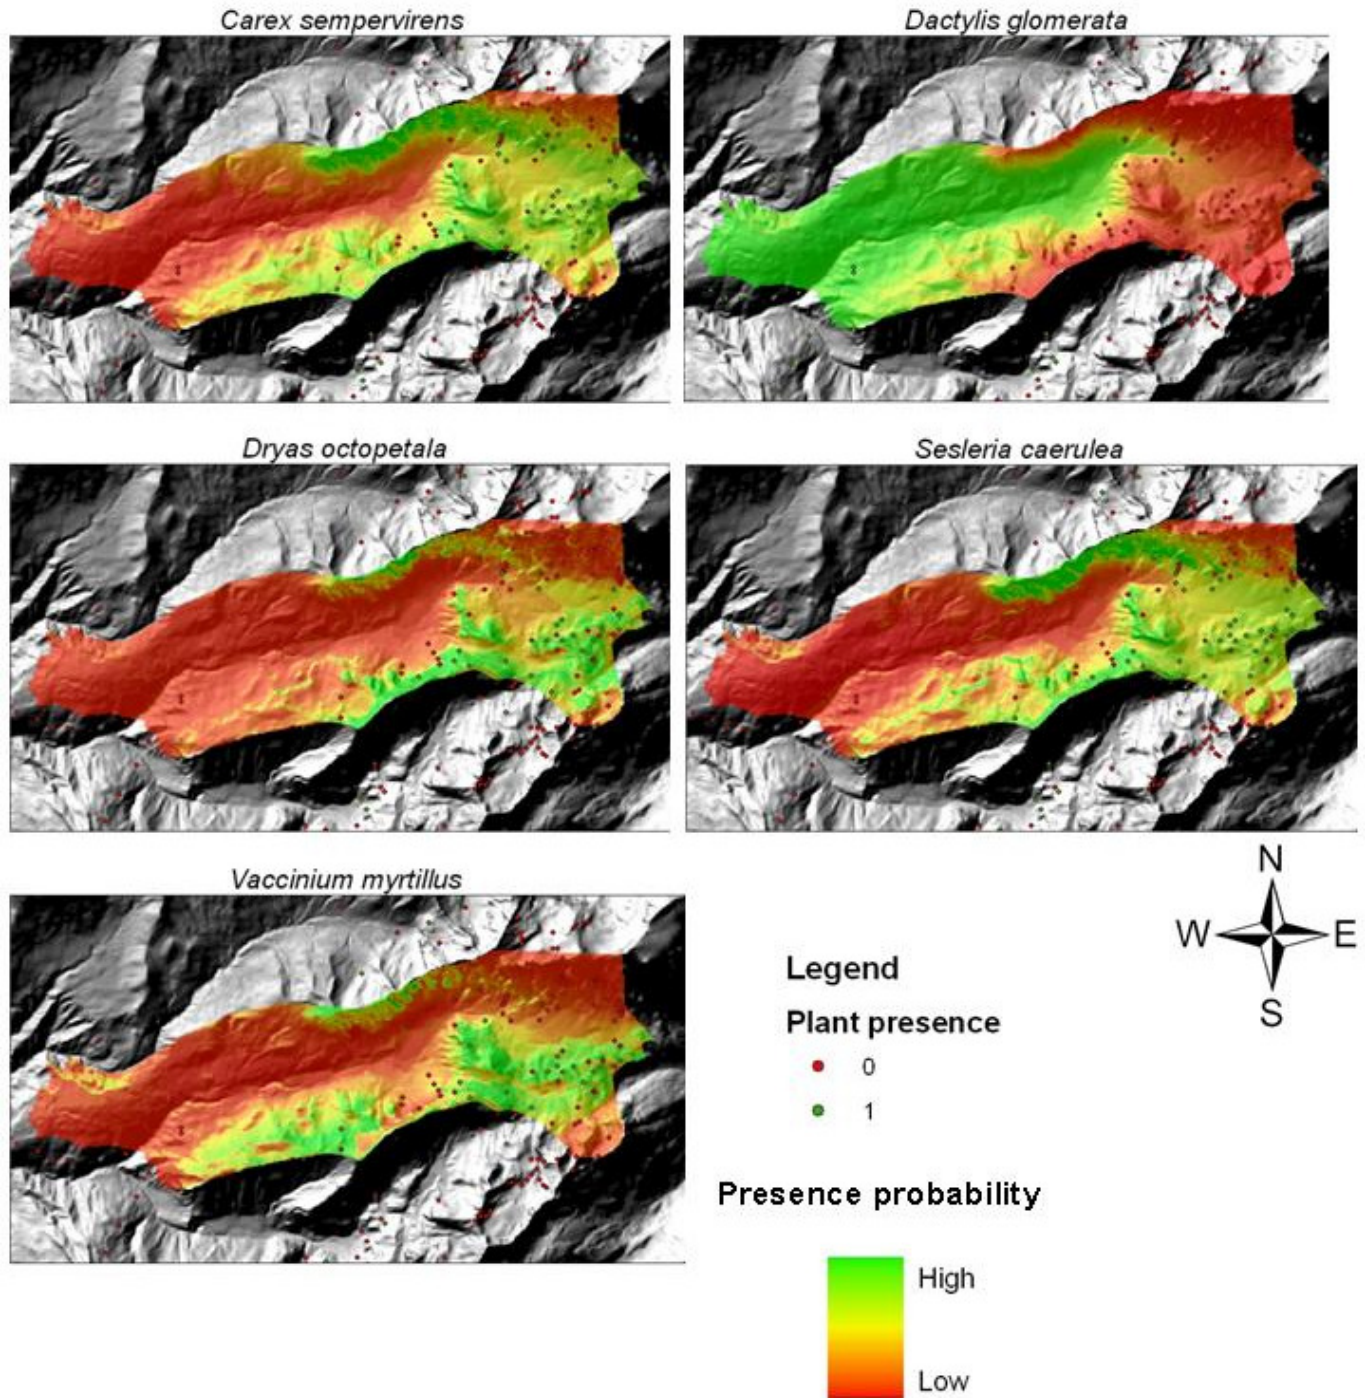 Carex sempervirens
Dactylis glomerata
Dryas octopetala
Sesleria caerulea
Vaccinium myrtillus
N
W E
S
Legend
Plant presence
0
1
Presence probability
High
Low